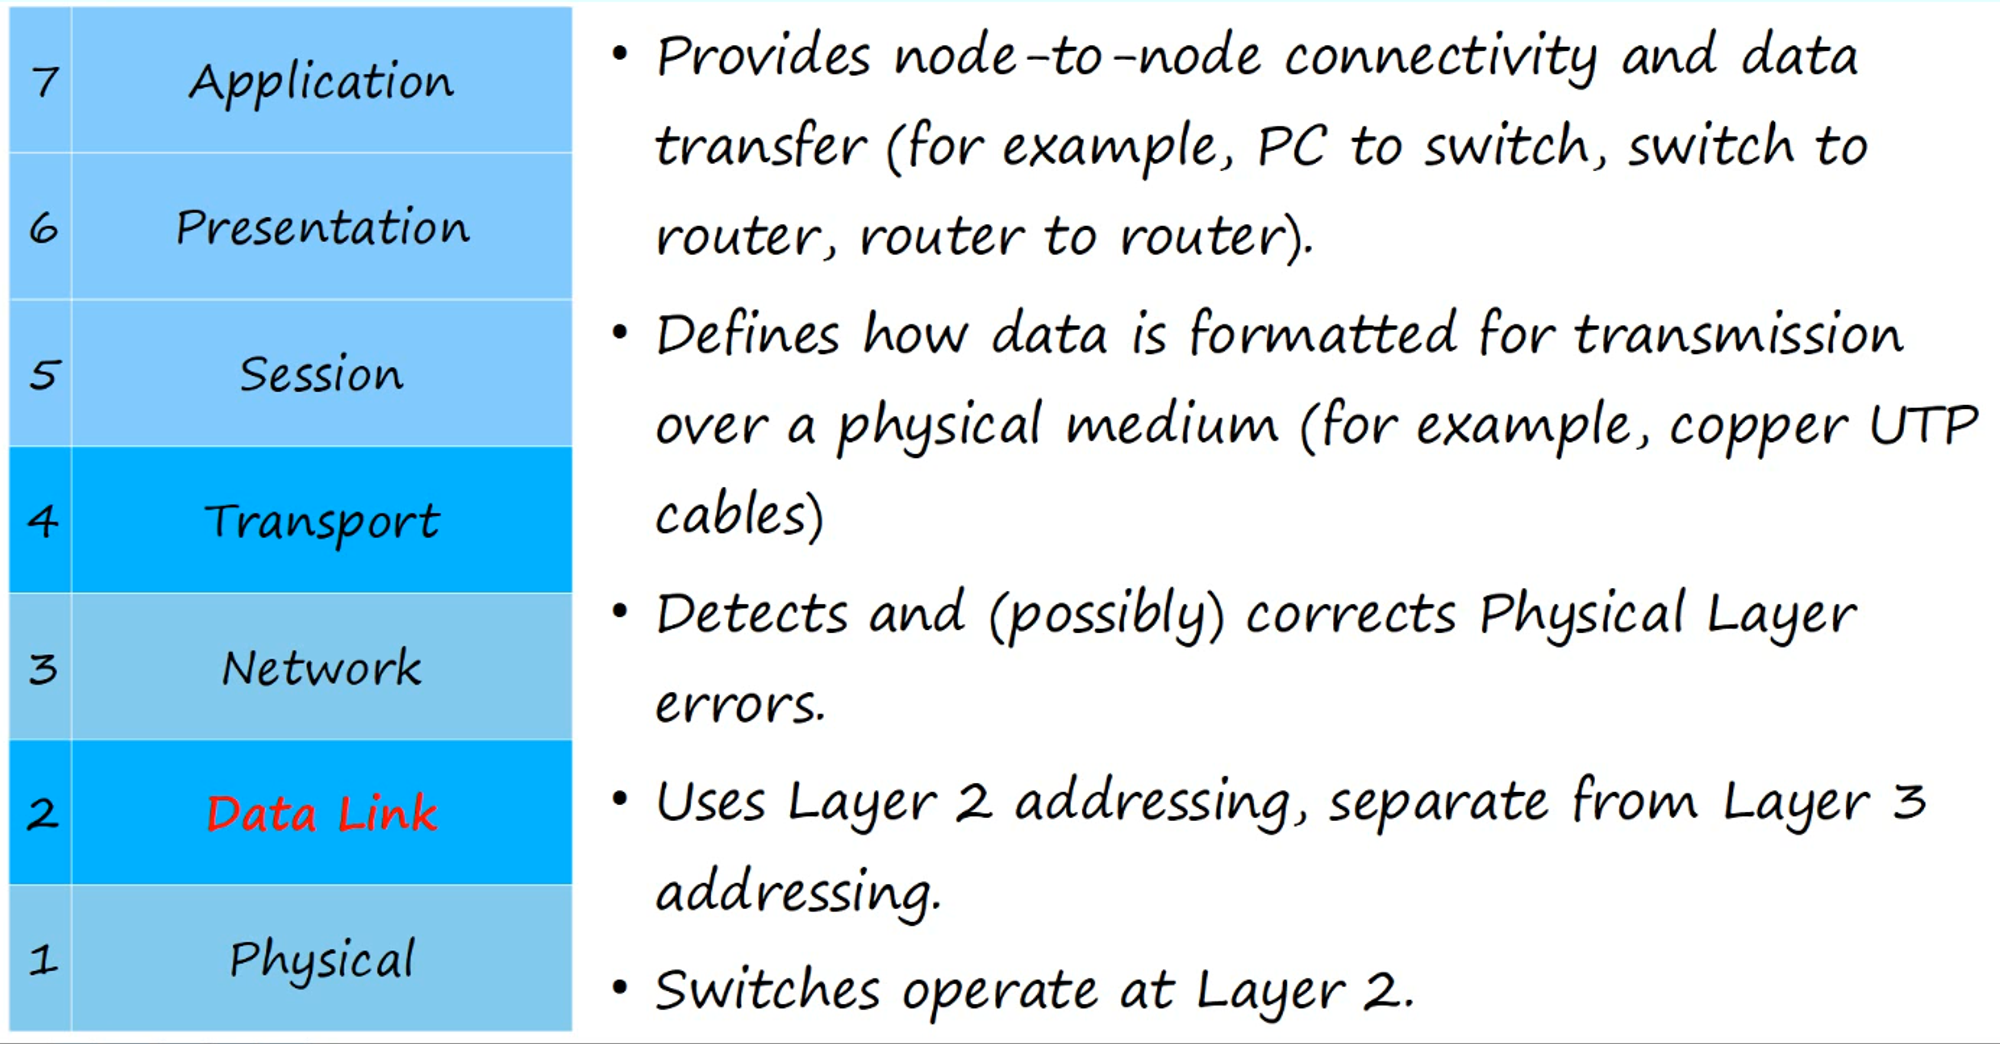 7 Application
6 Presentation
5 Session
4 Transport
3 Network
2 Data Link
1 Physical
• Provides node-to-node connectivity and data
transfer (for example, PC to switch, switch to
router, router to router).
• Defines how data is formatted for transmission
over a physical medium (for example, copper UTP
cables)
• Detects and (possibly) corrects Physical Layer
errors.
• Uses Layer 2 addressing, separate from Layer 3
addressing.
• Switches operate at Layer 2.